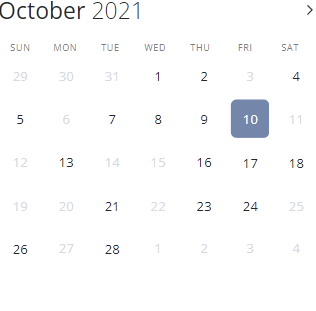 October 2021 >
SUN MON TUE WED THU FRI SAT
29 30 31 1 2 3 4
5 6 7 8 9 10 11
12 13 14 15 16 17 18
19 20 21 22 23 24 25
26 27 28 1 2 3 4